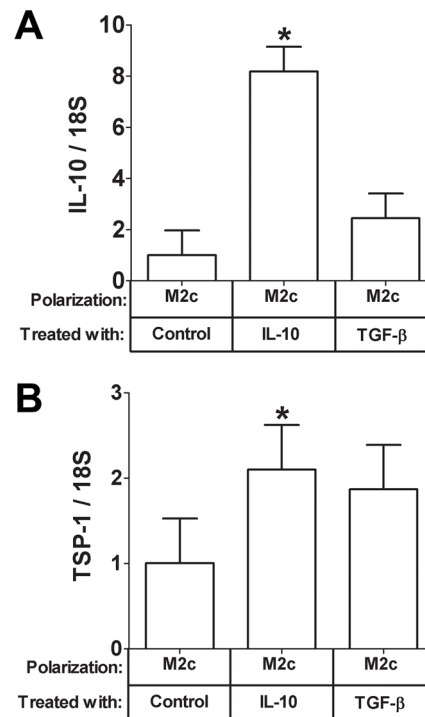 A
10
8
6
4
2
0
IL-10 / 18S
*
Polarization: M2c M2c M2c
Treated with: Control IL-10 TGF-β
B
3
2
1
0
TSP-1 / 18S
*
Polarization: M2c M2c M2c
Treated with: Control IL-10 TGF-β